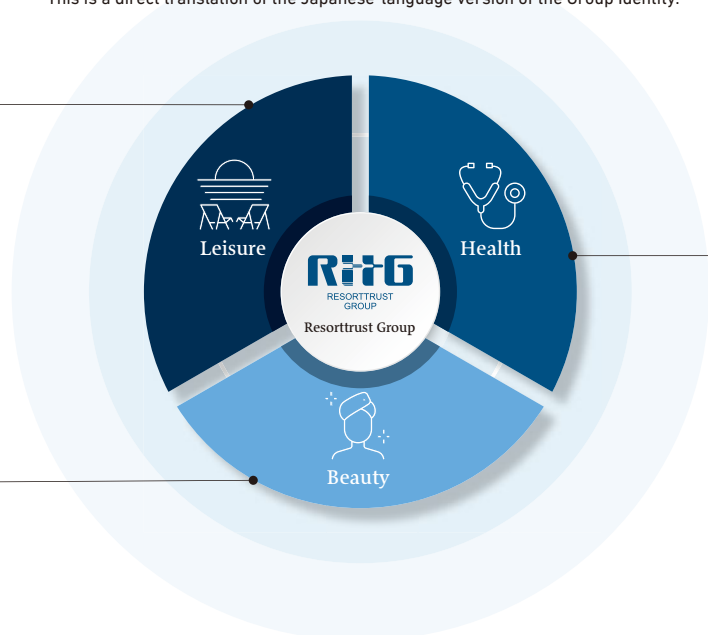 This is a direct translation of the Japanese-language version of the Group Identity.
Leisure
Health
RTTG
RESORTTRUST
GROUP
Resorttrust Group
Beauty